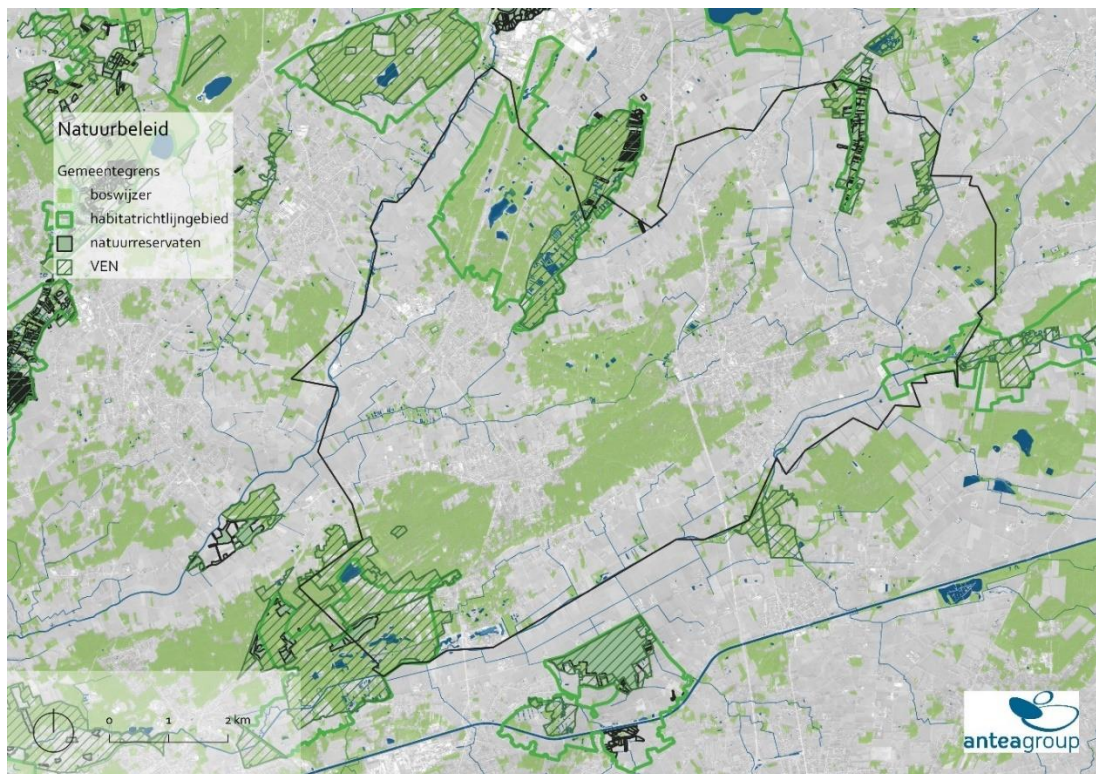 Natuurbeleid
Gemeentegrens
boswijzer
habitatrichtlijngebied
natuurreservaten
VEN
0 1 2 km
anteagroup